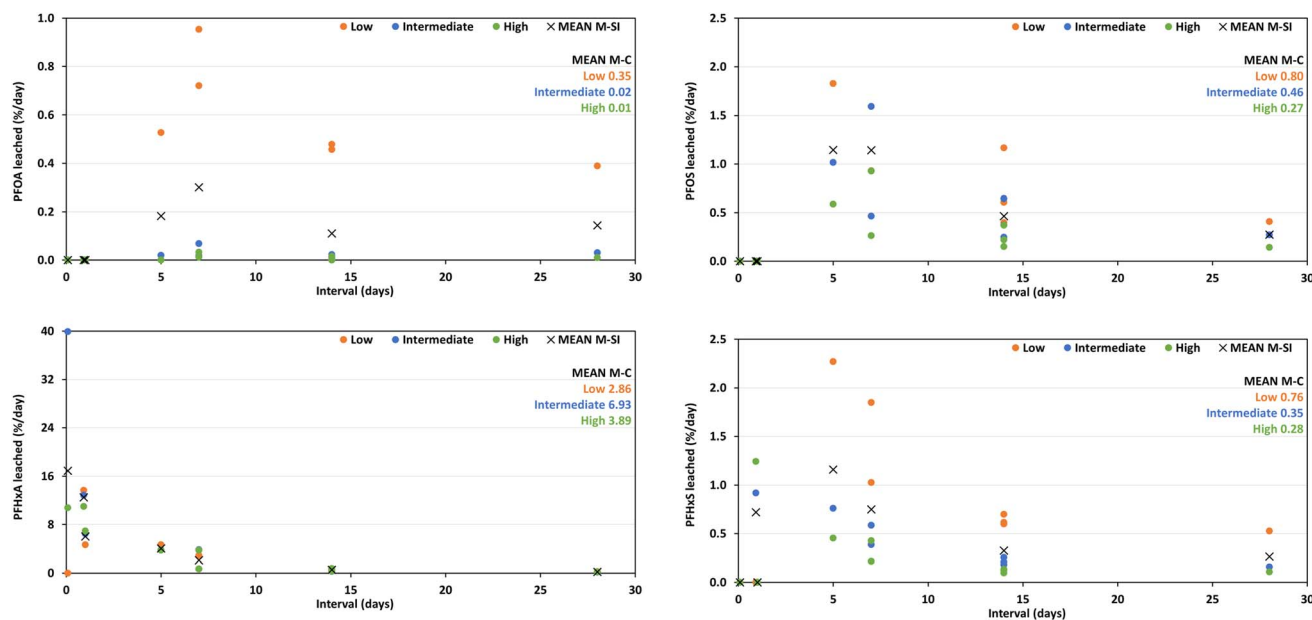 Low Intermediate High MEAN M-SI
MEAN M-C
Low 0.35
Intermediate 0.02
High 0.01
PFOA leached (%/day)
1.0
0.8
0.6
0.4
0.2
0.0
0 5 10 15 20 25 30
Interval (days)
Low Intermediate High MEAN M-SI
MEAN M-C
Low 0.80
Intermediate 0.46
High 0.27
PFOS leached (%/day)
2.5
2.0
1.5
1.0
0.5
0.0
0 5 10 15 20 25 30
Interval (days)
Low Intermediate High MEAN M-SI
MEAN M-C
Low 2.86
Intermediate 6.93
High 3.89
PFHxA leached (%/day)
40
32
24
16
8
0
0 5 10 15 20 25 30
Interval (days)
Low Intermediate High MEAN M-SI
MEAN M-C
Low 0.76
Intermediate 0.35
High 0.28
PFHxS leached (%/day)
2.5
2.0
1.5
1.0
0.5
0.0
0 5 10 15 20 25 30
Interval (days)